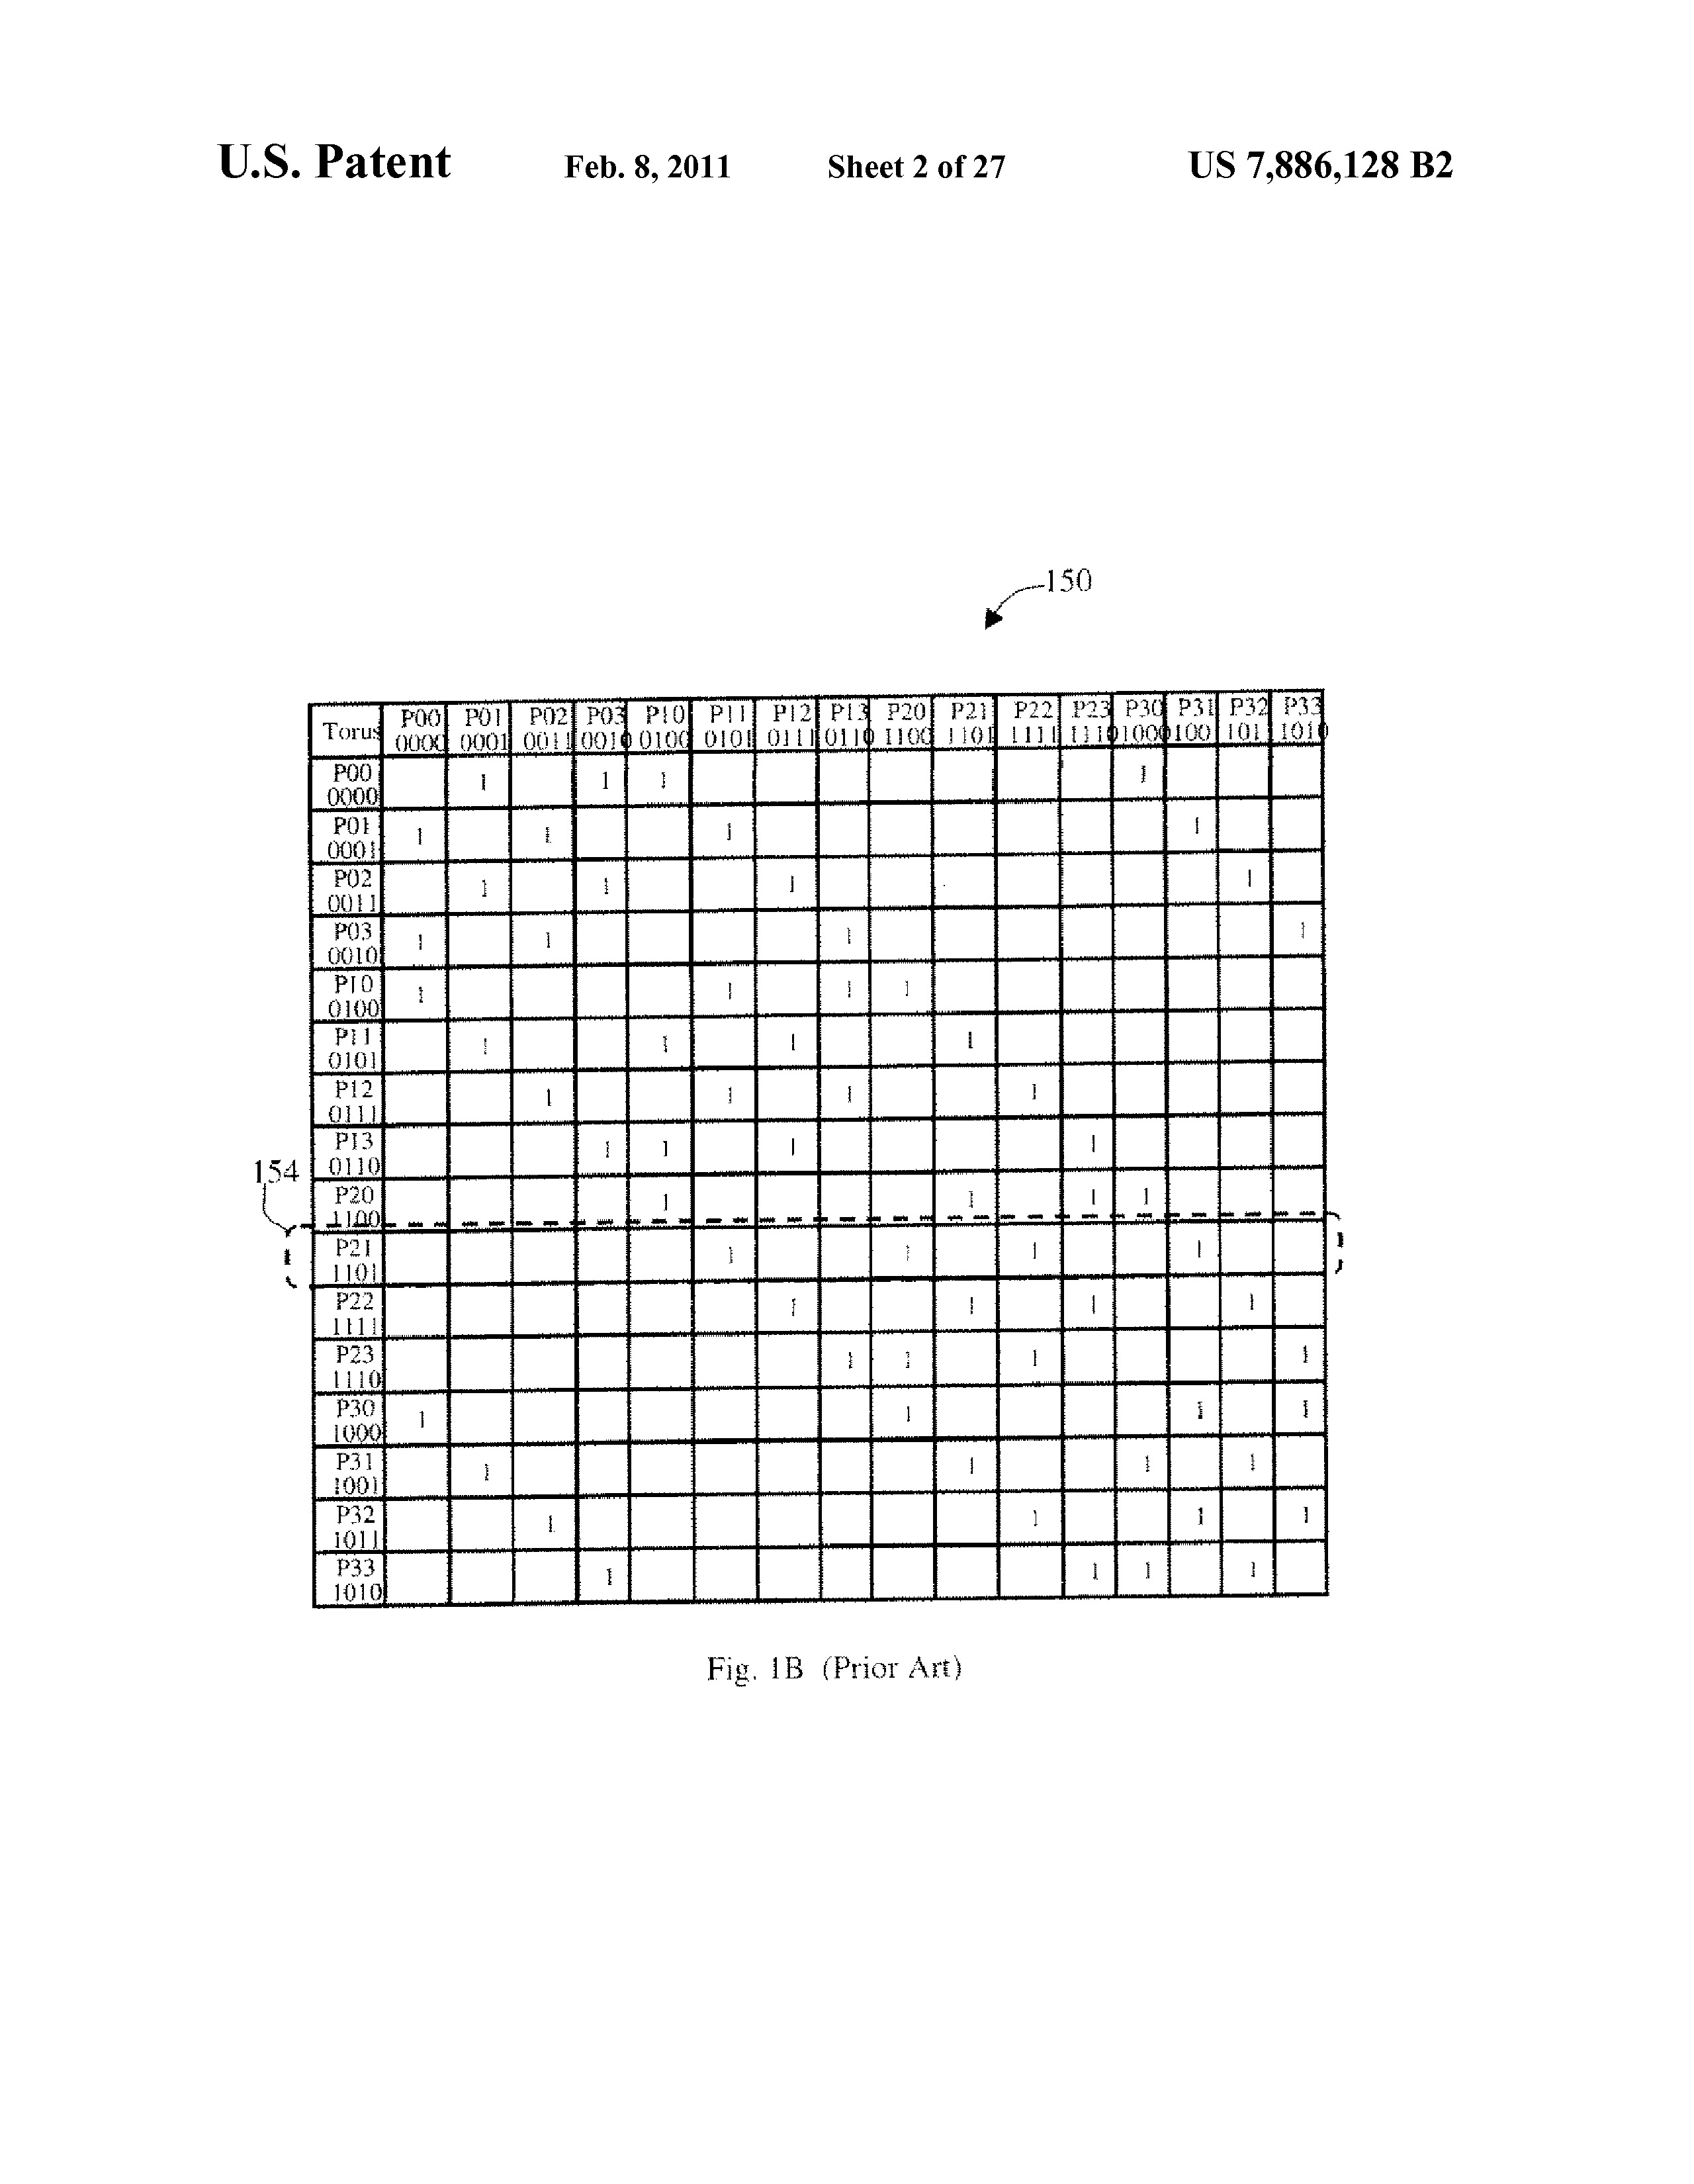 U.S. Patent Feb. 8, 2011 Sheet 2 of 27 US 7,886,128 B2
150
Torus P00 P01 P02 P03 P10 P11 P12 P13 P20 P21 P22 P23 P30 P31 P32 P33
0000 0001 0011 0010 0100 0101 0111 0110 1100 1101 1111 1110 1000 100 101 1010
P00 1 1 1 1
0000
P01 1 1 1 1
0001
P02 1 1 1 1
0011
P03 1 1 1 1
0010
P10 1 1 1 1
0100
P11 1 1 1 1
0101
P12 1 1 1 1
0111
P13 1 1 1 1
0110
154
P20 1 1 1 1
1100
P21 1 1 1 1
1101
P22 1 1 1 1
1111
P23 1 1 1 1
1110
P30 1 1 1 1
1000
P31 1 1 1 1
1001
P32 1 1 1 1
1011
P33 1 1 1 1
1010
Fig. 1B (Prior Art)